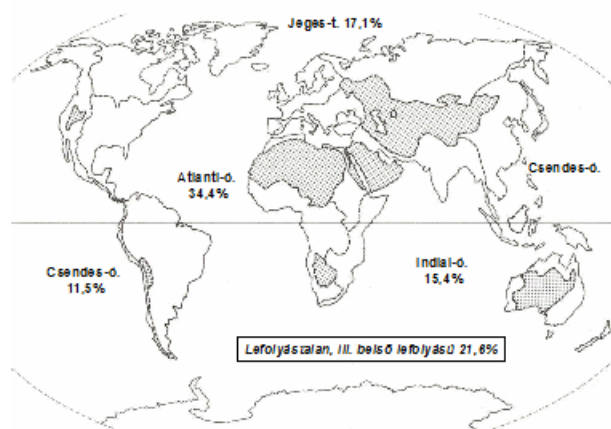 Jeges-t. 17,1%
Atlanti-ó.
34,4%
Csendes-ó.
Csendes-ó.
11,5%
Indiai-ó.
15,4%
Lefolyástalan, ill. belső lefolyású 21,6%